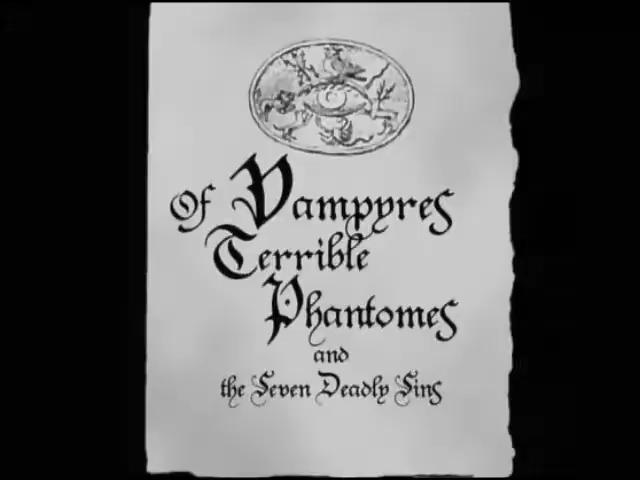 Of Vampyres
Terrible
Phantomes
and
the Seven Deadly Sins